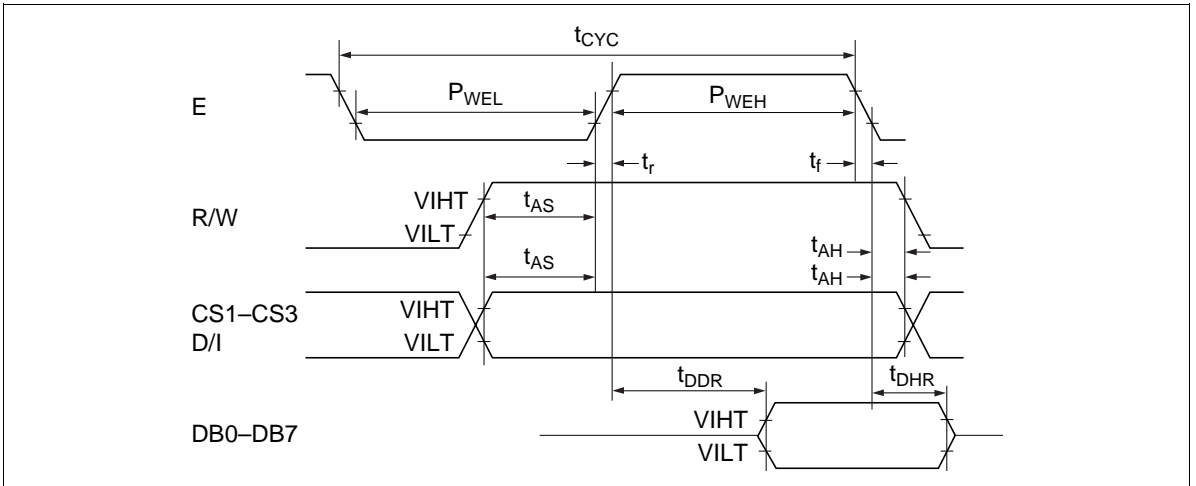 tCYC
E
PWEL
PWEH
tr
tf
R/W
VIHT
VILT
tAS
tAS
tAH
tAH
CS1–CS3
D/I
VIHT
VILT
tDDR
tDHR
DB0–DB7
VIHT
VILT